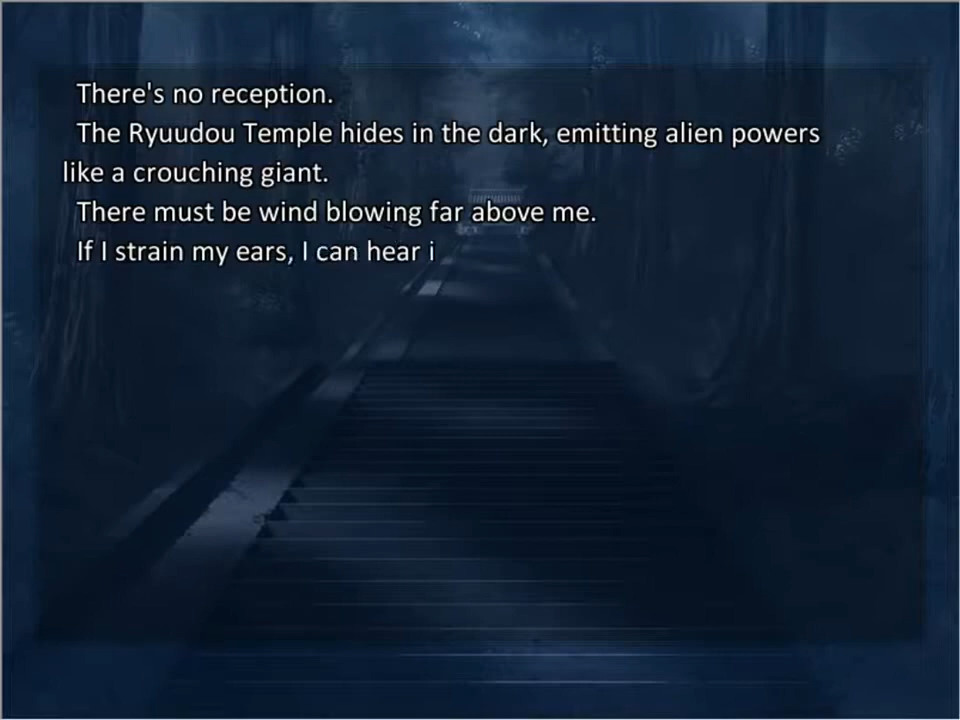 There's no reception.
The Ryuudou Temple hides in the dark, emitting alien powers
like a crouching giant.
There must be wind blowing far above me.
If I strain my ears, I can hear i